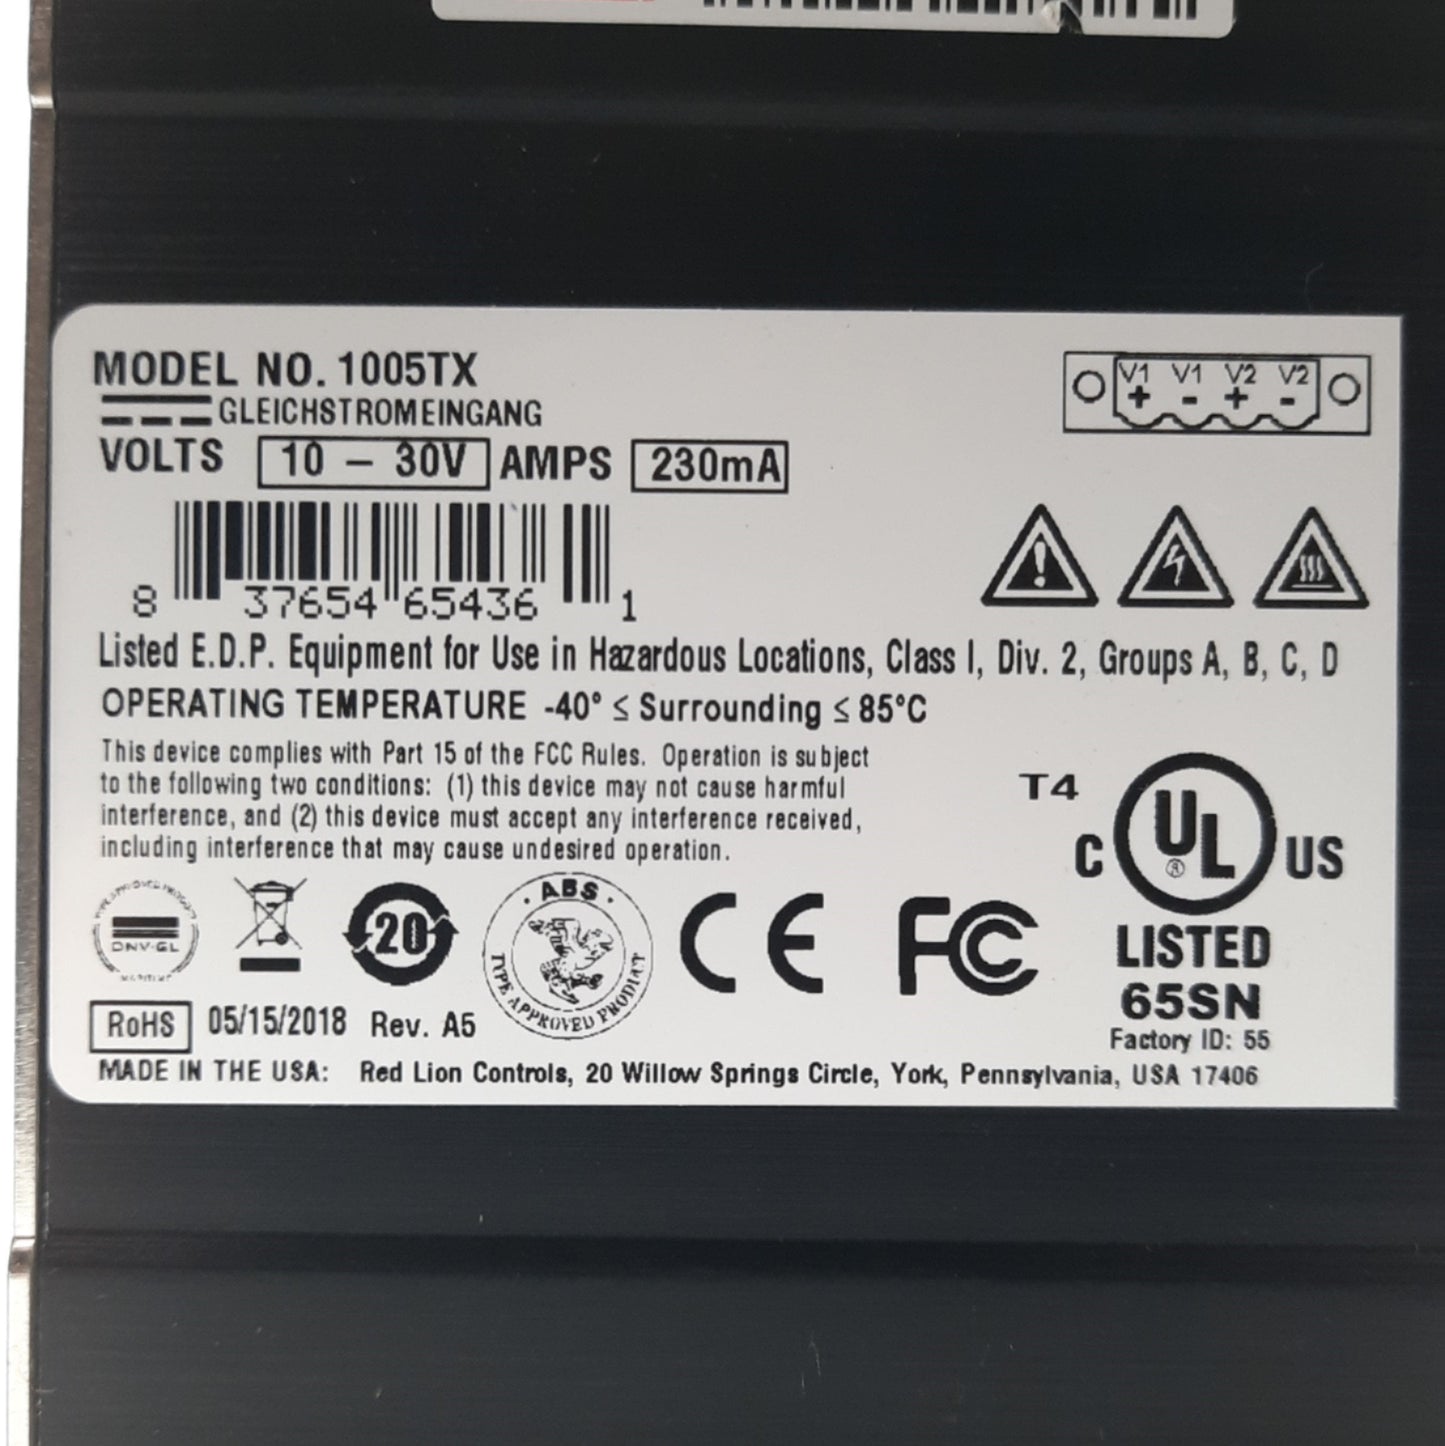 MODEL NO. 1005TX
GLEICHSTROMEINGANG
VOLTS 10 – 30V AMPS 230mA
V1 V1 V2 V2
+ - + -
8 37654 65436 1
Listed E.D.P. Equipment for Use in Hazardous Locations, Class I, Div. 2, Groups A, B, C, D
OPERATING TEMPERATURE -40° ≤ Surrounding ≤ 85°C
This device complies with Part 15 of the FCC Rules. Operation is subject
to the following two conditions: (1) this device may not cause harmful
interference, and (2) this device must accept any interference received,
including interference that may cause undesired operation.
T4
C UL ® US
LISTED
65SN
Factory ID: 55
TYPE APPROVED PRODUCT
DNV·GL
20
· ABS ·
TYPE APPROVED PRODUCT
CE
FC
RoHS 05/15/2018 Rev. A5
MADE IN THE USA: Red Lion Controls, 20 Willow Springs Circle, York, Pennsylvania, USA 17406